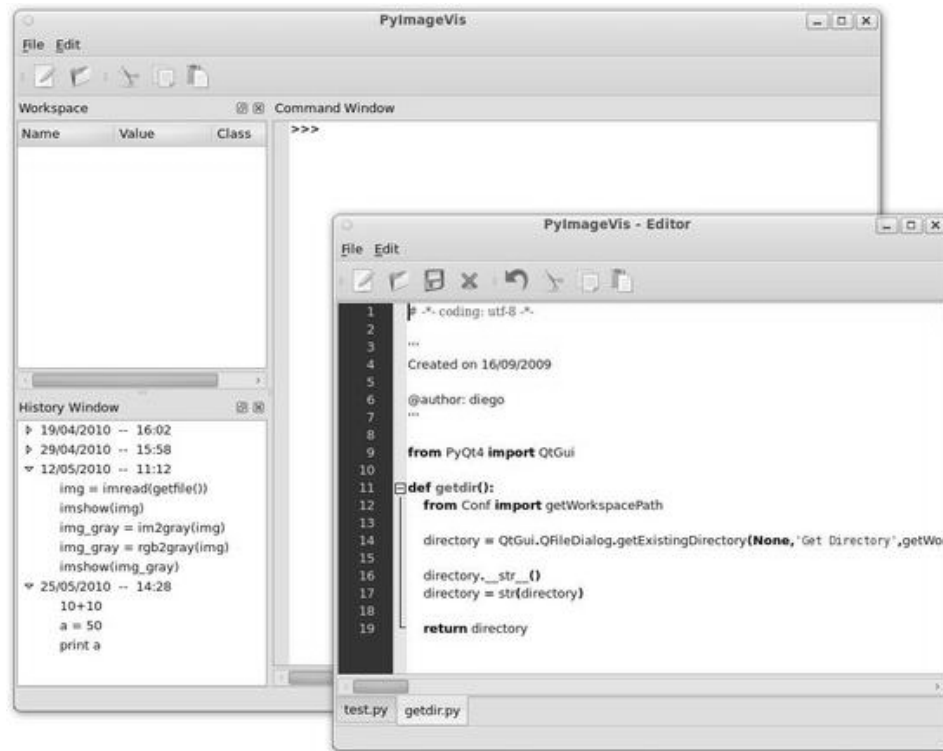 PyImageVis
File Edit
Workspace
Command Window
Name Value Class
>>>
History Window
19/04/2010 -- 16:02
29/04/2010 -- 15:58
12/05/2010 -- 11:12
img = imread(getfile())
imshow(img)
img_gray = im2gray(img)
img_gray = rgb2gray(img)
imshow(img_gray)
25/05/2010 -- 14:28
10+10
a = 50
print a
PyImageVis - Editor
File Edit
1 # -*- coding: utf-8 -*-
2
3 '''
4 Created on 16/09/2009
5
6 @author: diego
7 '''
8
9 from PyQt4 import QtGui
10
11 def getdir():
12 from Conf import getWorkspacePath
13
14 directory = QtGui.QFileDialog.getExistingDirectory(None,'Get Directory',getWo
15
16 directory.__str__()
17 directory = str(directory)
18
19 return directory
test.py getdir.py